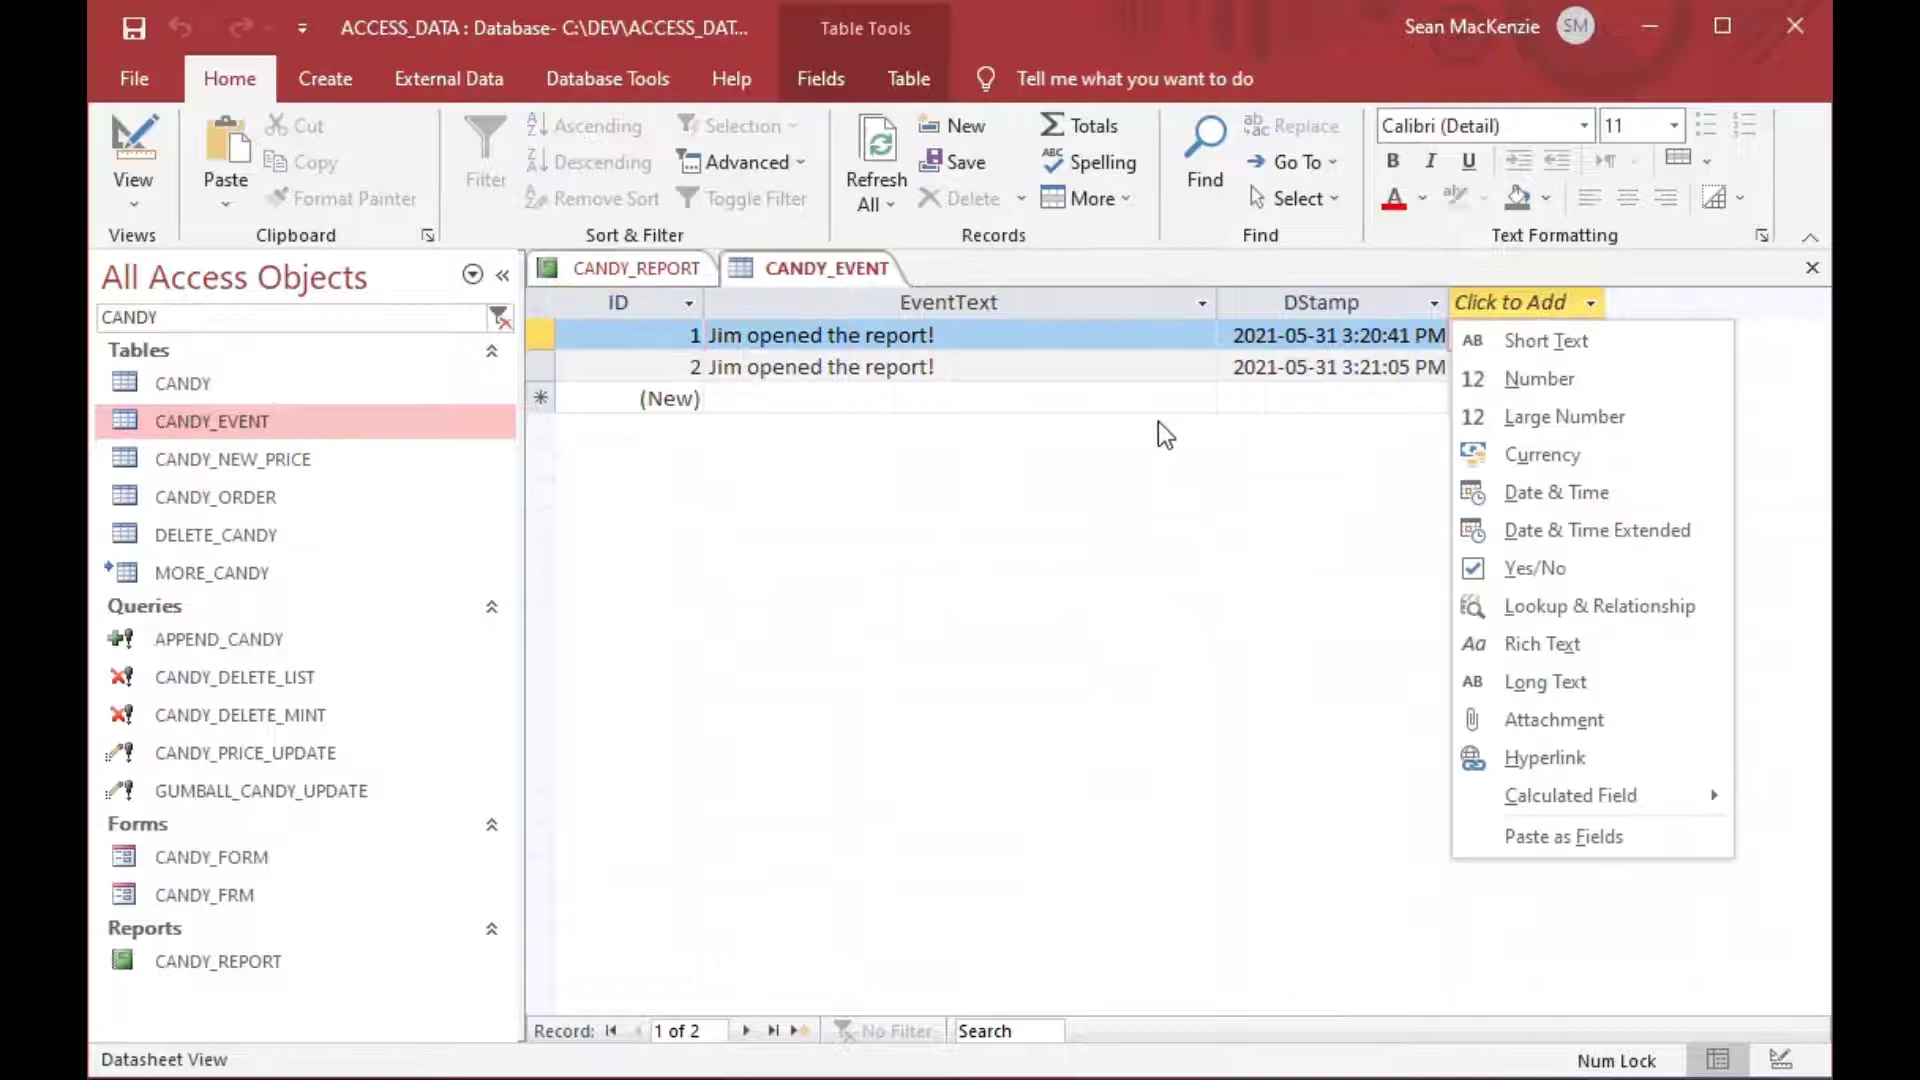 ACCESS_DATA : Database- C:\DEV\ACCESS_DAT...
Table Tools
Sean MacKenzie
SM
File
Home
Create
External Data
Database Tools
Help
Fields
Table
Tell me what you want to do
View
Views
Paste
Cut
Copy
Format Painter
Clipboard
Filter
Ascending
Descending
Remove Sort
Selection
Advanced
Toggle Filter
Sort & Filter
Refresh
All
New
Save
Delete
Totals
Spelling
More
Records
Find
Replace
Go To
Select
Find
Calibri (Detail)
11
B I U
A
Text Formatting
All Access Objects
CANDY
Tables
CANDY
CANDY_EVENT
CANDY_NEW_PRICE
CANDY_ORDER
DELETE_CANDY
MORE_CANDY
Queries
APPEND_CANDY
CANDY_DELETE_LIST
CANDY_DELETE_MINT
CANDY_PRICE_UPDATE
GUMBALL_CANDY_UPDATE
Forms
CANDY_FORM
CANDY_FRM
Reports
CANDY_REPORT
CANDY_REPORT
CANDY_EVENT
ID EventText DStamp Click to Add
1 Jim opened the report! 2021-05-31 3:20:41 PM
2 Jim opened the report! 2021-05-31 3:21:05 PM
(New)
AB Short Text
12 Number
12 Large Number
Currency
Date & Time
Date & Time Extended
Yes/No
Lookup & Relationship
Aa Rich Text
AB Long Text
Attachment
Hyperlink
Calculated Field
Paste as Fields
Record: 1 of 2 No Filter Search
Datasheet View
Num Lock